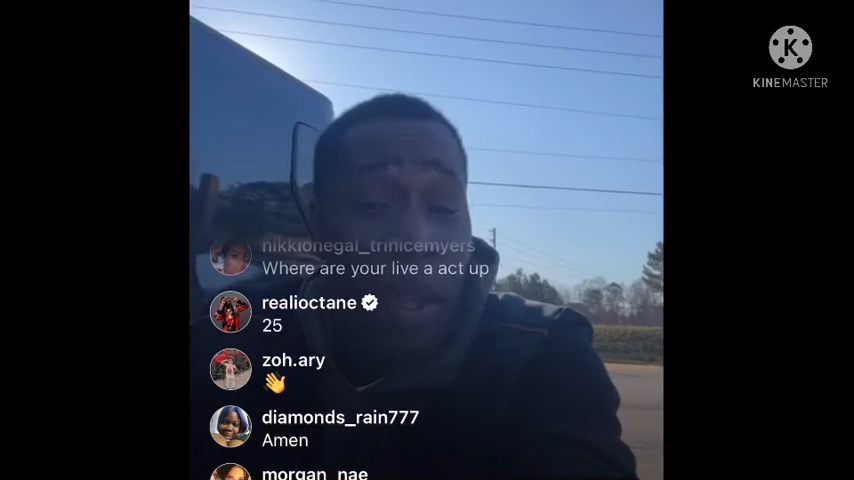 KINEMASTER
nikkionegal_trinicemyers
Where are your live a act up
realioctane
25
zoh.ary
👋
diamonds_rain777
Amen
morgan_nae